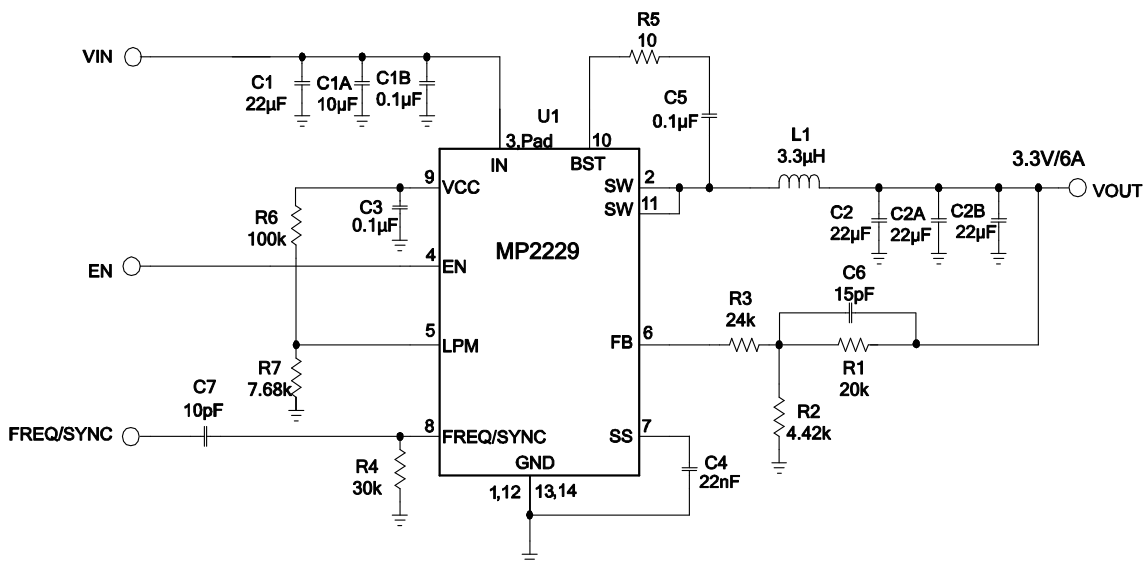 VIN
C1
22µF
C1A
10µF
C1B
0.1µF
R5
10
C5
0.1µF
U1
3,Pad
10
IN
BST
L1
3.3µH
3.3V/6A
VOUT
9
VCC
SW
2
SW
11
C3
0.1µF
R6
100k
MP2229
C2
22µF
C2A
22µF
C2B
22µF
EN
4
EN
C6
15pF
R3
24k
5
LPM
FB
6
R1
20k
R7
7.68k
C7
10pF
R2
4.42k
FREQ/SYNC
8
FREQ/SYNC
SS
7
R4
30k
GND
C4
22nF
1,12
13,14